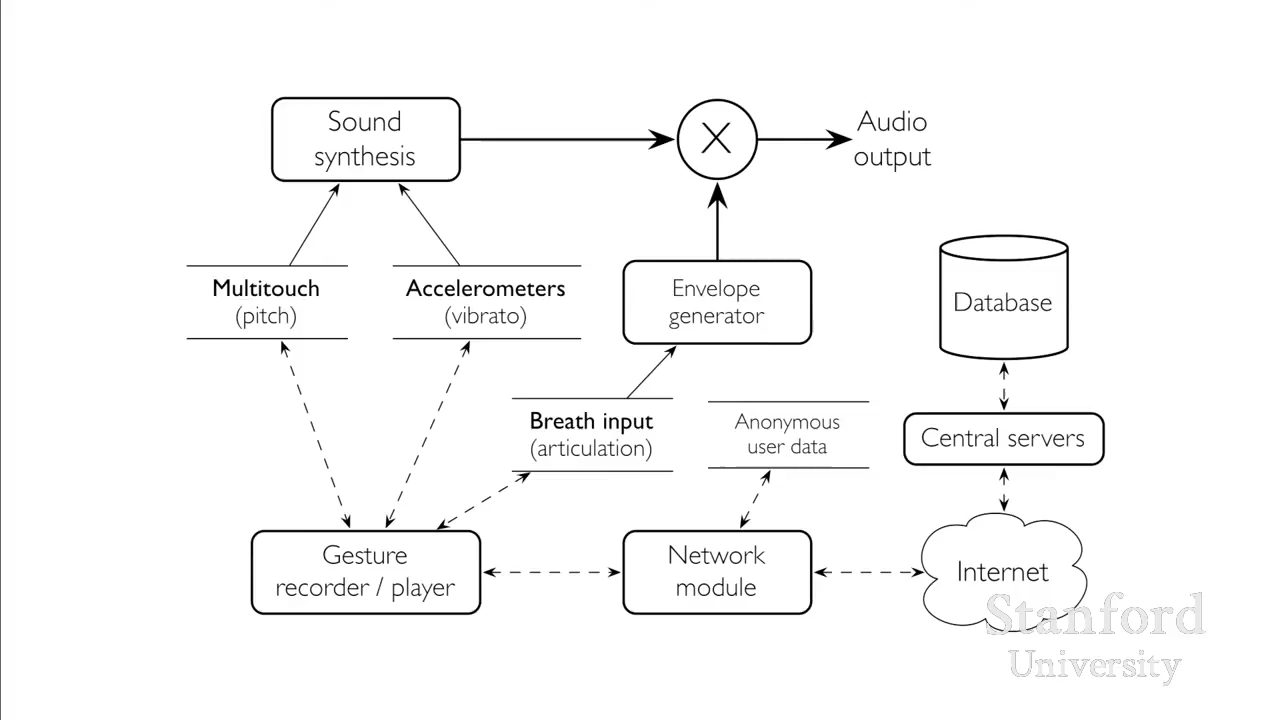 Sound
synthesis
X
Audio
output
Multitouch
(pitch)
Accelerometers
(vibrato)
Envelope
generator
Database
Breath input
(articulation)
Anonymous
user data
Central servers
Gesture
recorder / player
Network
module
Internet
Stanford
University